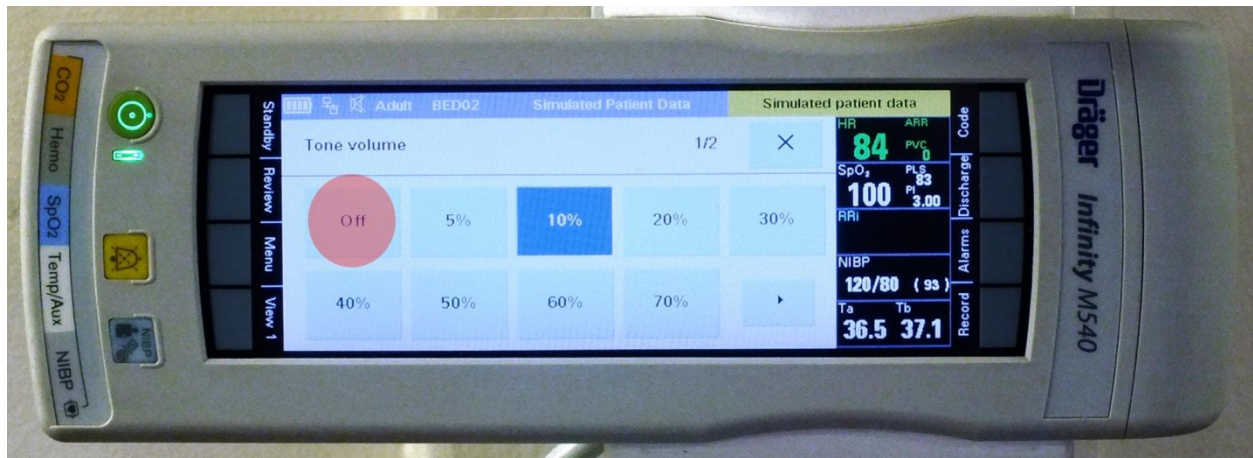 CO2
Hemo
SpO2
Temp/Aux
NIBP
NIBP
Standby
Review
Menu
View 1
Adult BED02 Simulated Patient Data Simulated patient data
Tone volume 1/2
Off 5% 10% 20% 30%
40% 50% 60% 70%
HR ARR
84 PVC
0
SpO₂ PLS
83
100 PI
3.00
RRi
NIBP
120/80 (93)
Ta Tb
36.5 37.1
Code
Discharge
Alarms
Record
Dräger Infinity M540